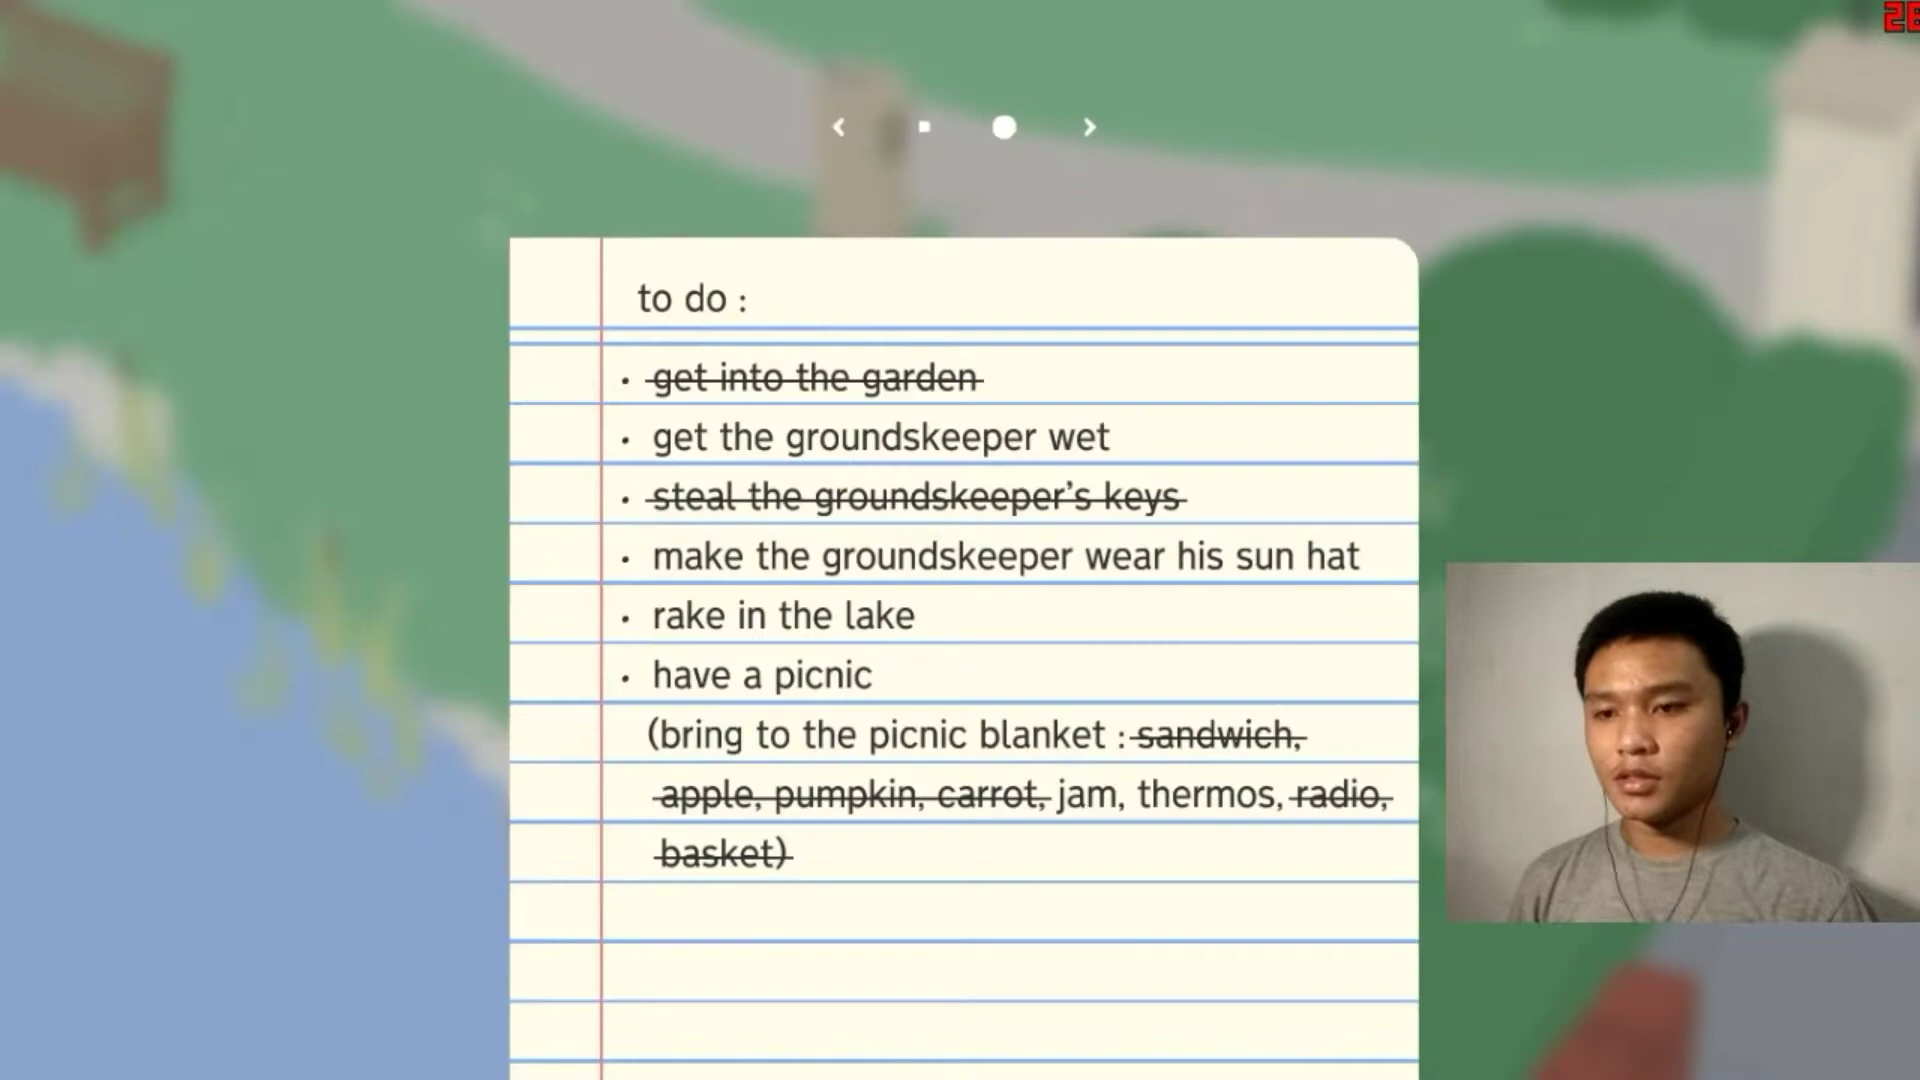 26
to do :
· get into the garden
· get the groundskeeper wet
· steal the groundskeeper's keys
· make the groundskeeper wear his sun hat
· rake in the lake
· have a picnic
(bring to the picnic blanket : sandwich,
apple, pumpkin, carrot, jam, thermos, radio,
basket)